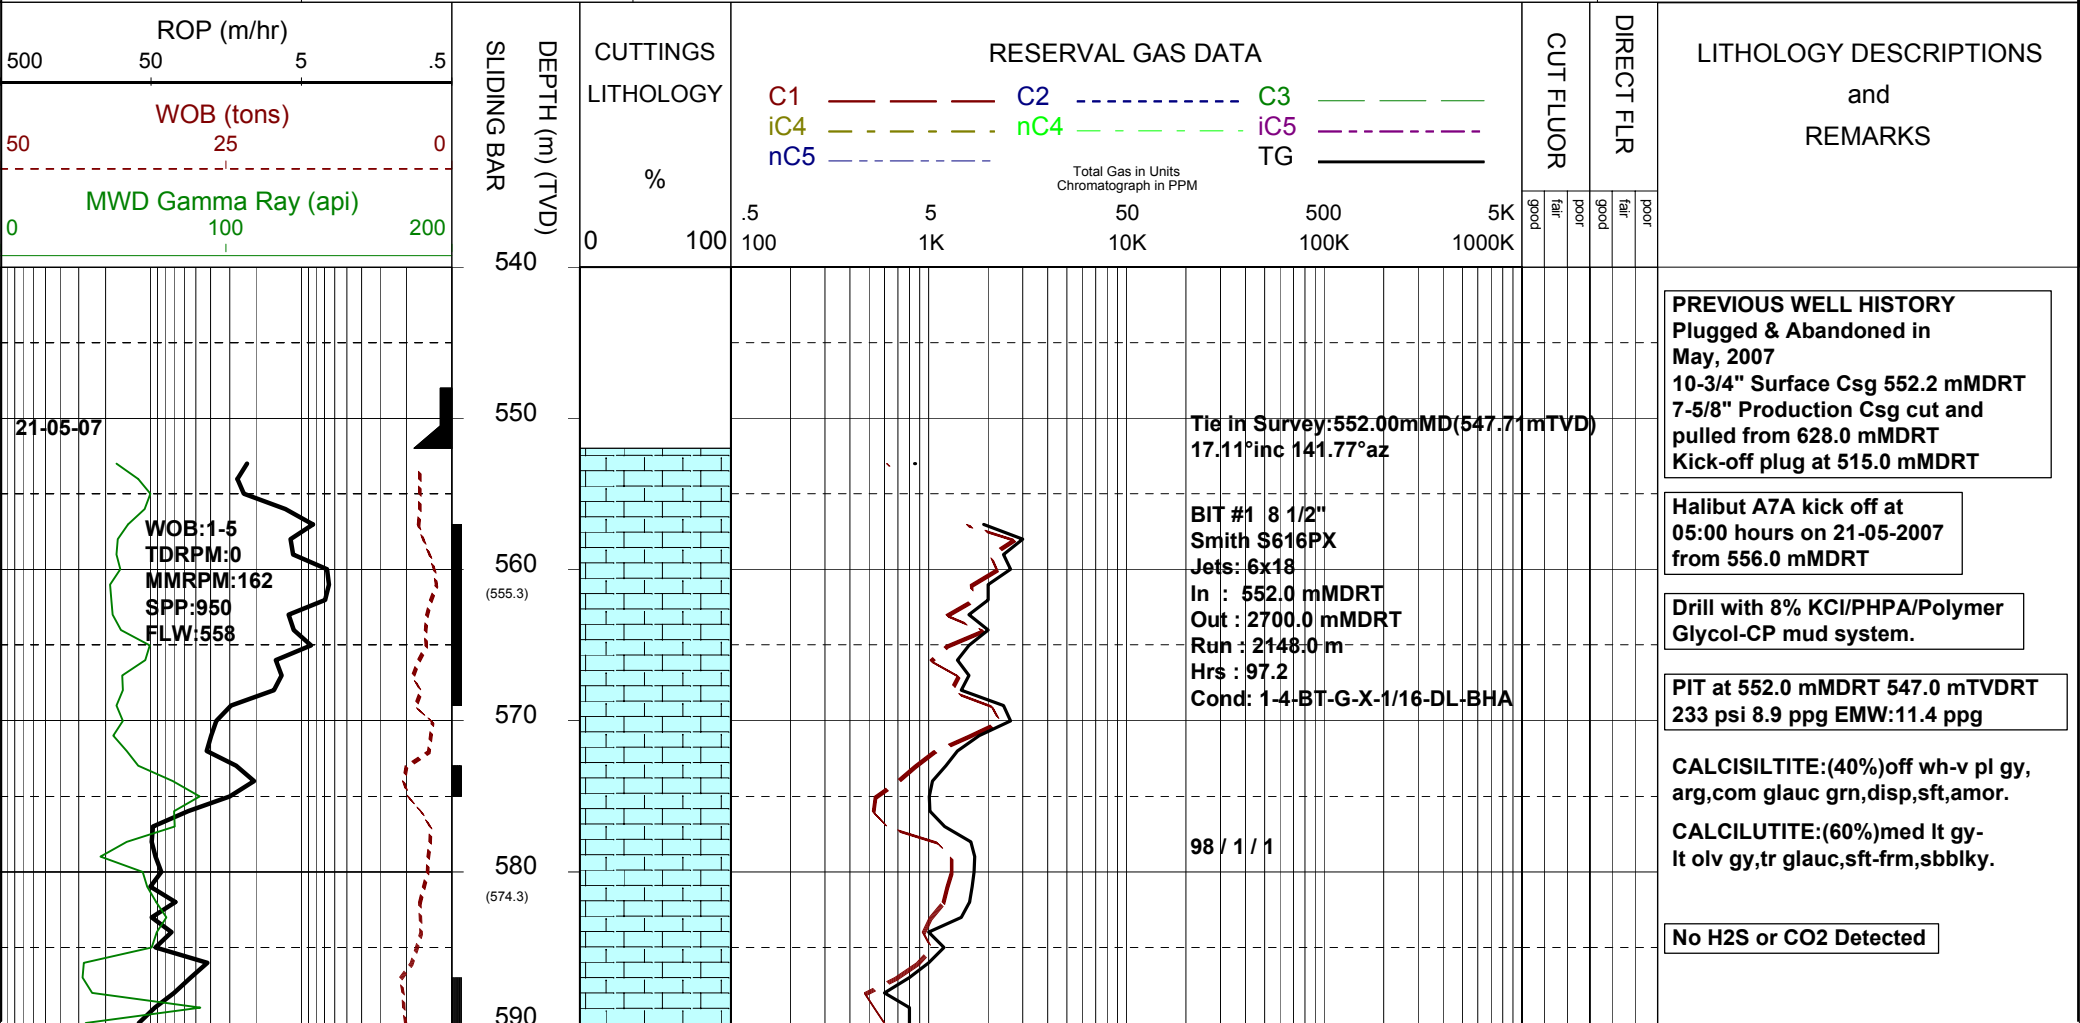 ROP (m/hr)
500 50 5 .5
WOB (tons)
50 25 0
MWD Gamma Ray (api)
0 100 200
SLIDING BAR
DEPTH (m) (TVD)
CUTTINGS
LITHOLOGY
%
0 100
RESERVAL GAS DATA
C1 C2 C3
iC4 nC4 iC5
nC5 TG
Total Gas in Units
Chromatograph in PPM
.5 5 50 500 5K
100 1K 10K 100K 1000K
CUT FLUOR
good fair poor
DIRECT FLR
good fair poor
LITHOLOGY DESCRIPTIONS
and
REMARKS
540
550
560
(555.3)
570
580
(574.3)
590
21-05-07
WOB:1-5
TDRPM:0
MMRPM:162
SPP:950
FLW:558
Tie in Survey:552.00mMD(547.71mTVD)
17.11°inc 141.77°az
BIT #1 8 1/2"
Smith S616PX
Jets: 6x18
In : 552.0 mMDRT
Out : 2700.0 mMDRT
Run : 2148.0 m
Hrs : 97.2
Cond: 1-4-BT-G-X-1/16-DL-BHA
98 / 1 / 1
PREVIOUS WELL HISTORY
Plugged & Abandoned in
May, 2007
10-3/4" Surface Csg 552.2 mMDRT
7-5/8" Production Csg cut and
pulled from 628.0 mMDRT
Kick-off plug at 515.0 mMDRT
Halibut A7A kick off at
05:00 hours on 21-05-2007
from 556.0 mMDRT
Drill with 8% KCl/PHPA/Polymer
Glycol-CP mud system.
PIT at 552.0 mMDRT 547.0 mTVDRT
233 psi 8.9 ppg EMW:11.4 ppg
CALCISILTITE:(40%)off wh-v pl gy,
arg,com glauc grn,disp,sft,amor.
CALCILUTITE:(60%)med lt gy-
lt olv gy,tr glauc,sft-frm,sbblky.
No H2S or CO2 Detected